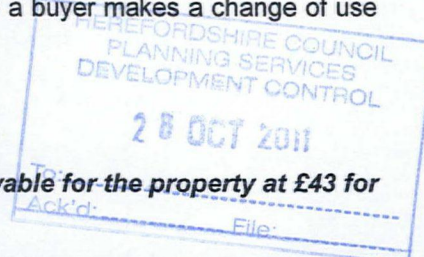 a buyer makes a change of use
HEREFORDSHIRE COUNCIL
PLANNING SERVICES
DEVELOPMENT CONTROL
28 OCT 2011
To:
vable for the property at £43 for
Ack'd: File: